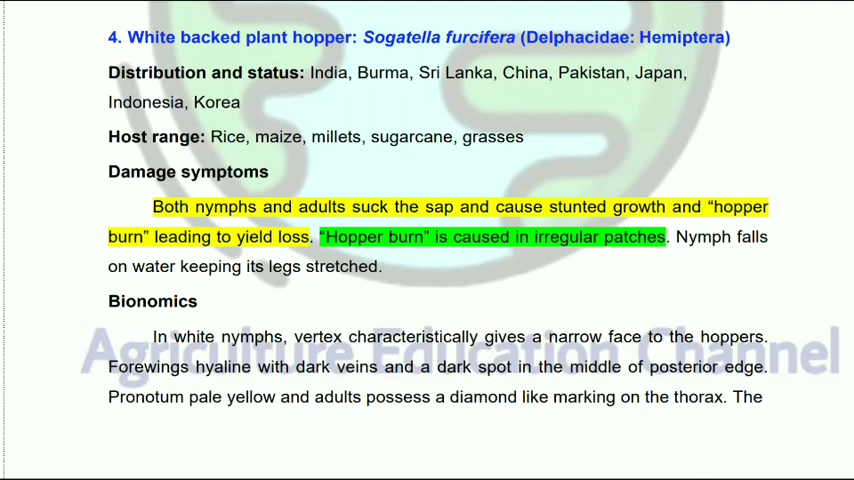 4. White backed plant hopper: Sogatella furcifera (Delphacidae: Hemiptera)
Distribution and status: India, Burma, Sri Lanka, China, Pakistan, Japan,
Indonesia, Korea
Host range: Rice, maize, millets, sugarcane, grasses
Damage symptoms
Both nymphs and adults suck the sap and cause stunted growth and “hopper
burn” leading to yield loss. “Hopper burn” is caused in irregular patches. Nymph falls
on water keeping its legs stretched.
Bionomics
In white nymphs, vertex characteristically gives a narrow face to the hoppers.
Agriculture Education Channel
Forewings hyaline with dark veins and a dark spot in the middle of posterior edge.
Pronotum pale yellow and adults possess a diamond like marking on the thorax. The